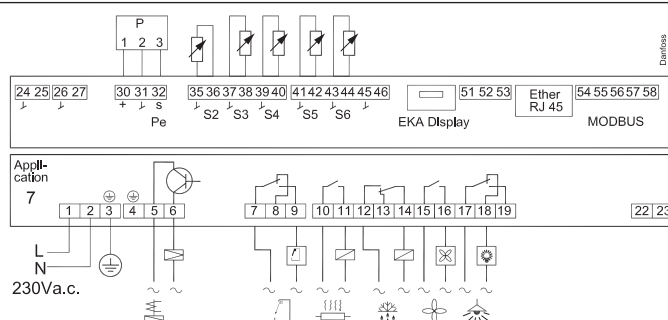 P
1 2 3
Danfoss
24 25 26 27 30 31 32 35 36 37 38 39 40 41 42 43 44 45 46 51 52 53 Ether RJ 45 54 55 56 57 58
+ s S2 S3 S4 S5 S6
Pe EKA DIsplay MODBUS
Appli-
cation
7
1 2 3 4 5 6 7 8 9 10 11 12 13 14 15 16 17 18 19 22 23
L
N
230Va.c.